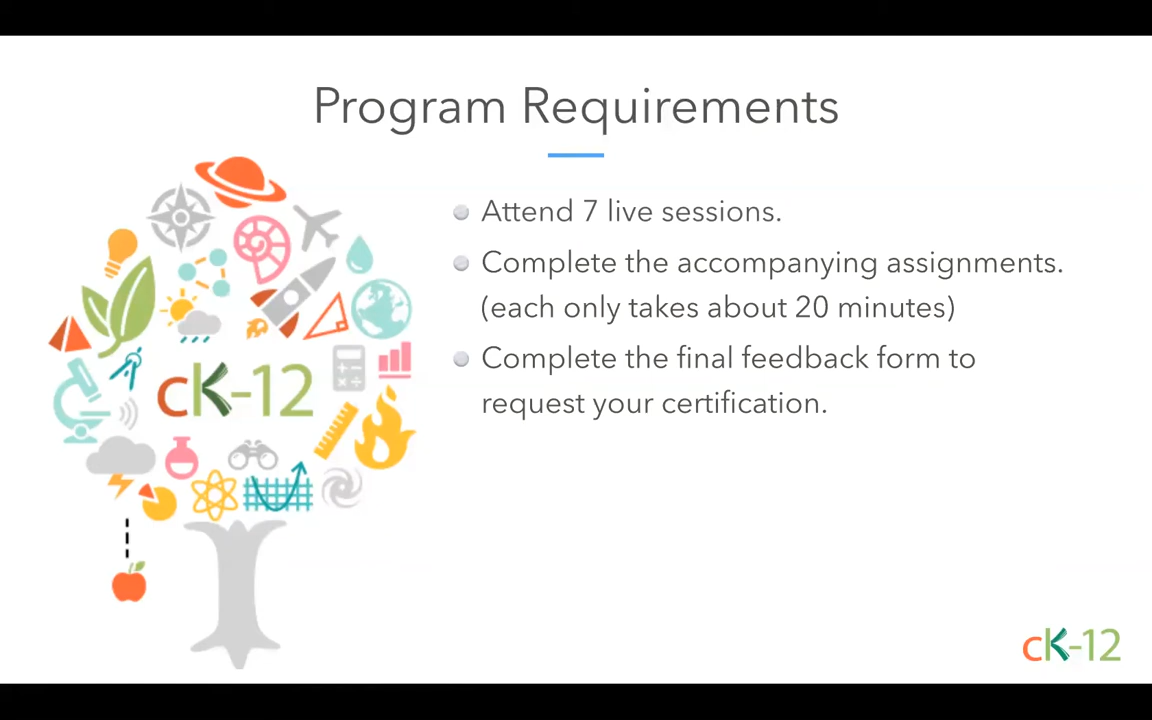 Program Requirements
Attend 7 live sessions.
Complete the accompanying assignments.
(each only takes about 20 minutes)
Complete the final feedback form to
request your certification.
cK-12
cK-12